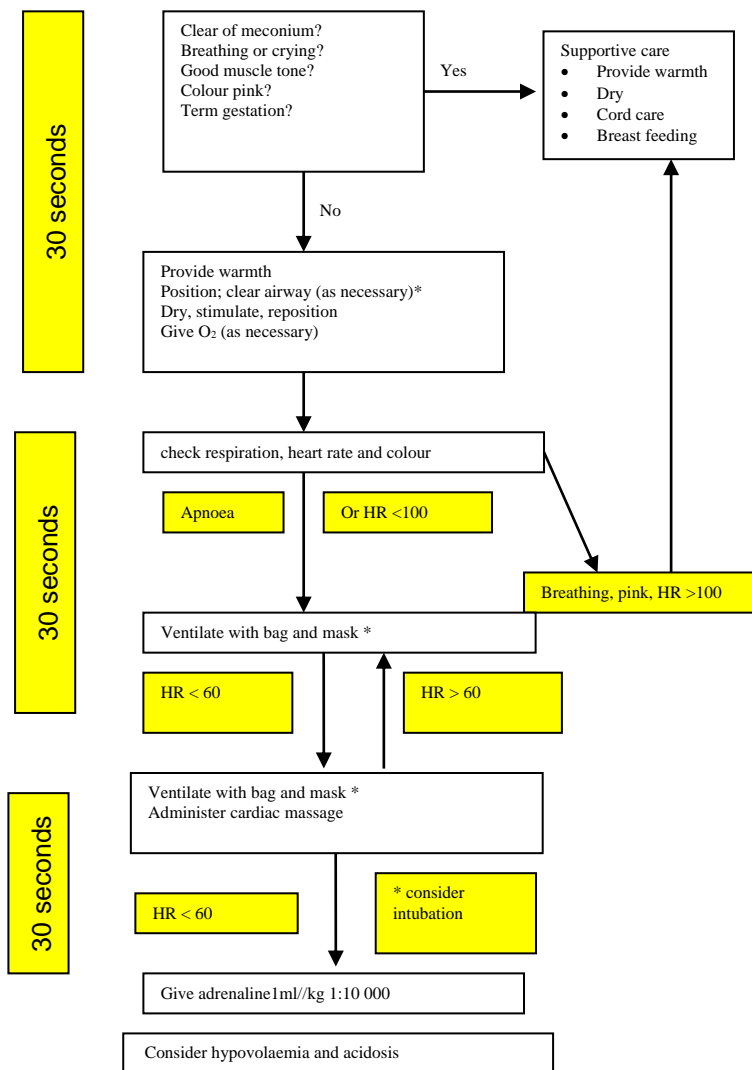 Clear of meconium?
Breathing or crying?
Good muscle tone?
Colour pink?
Term gestation?
Yes
Supportive care
• Provide warmth
• Dry
• Cord care
• Breast feeding
30 seconds
No
Provide warmth
Position; clear airway (as necessary)*
Dry, stimulate, reposition
Give O₂ (as necessary)
check respiration, heart rate and colour
30 seconds
Apnoea
Or HR <100
Breathing, pink, HR >100
Ventilate with bag and mask *
HR < 60
HR > 60
Ventilate with bag and mask *
Administer cardiac massage
30 seconds
HR < 60
* consider
intubation
Give adrenaline1ml//kg 1:10 000
Consider hypovolaemia and acidosis